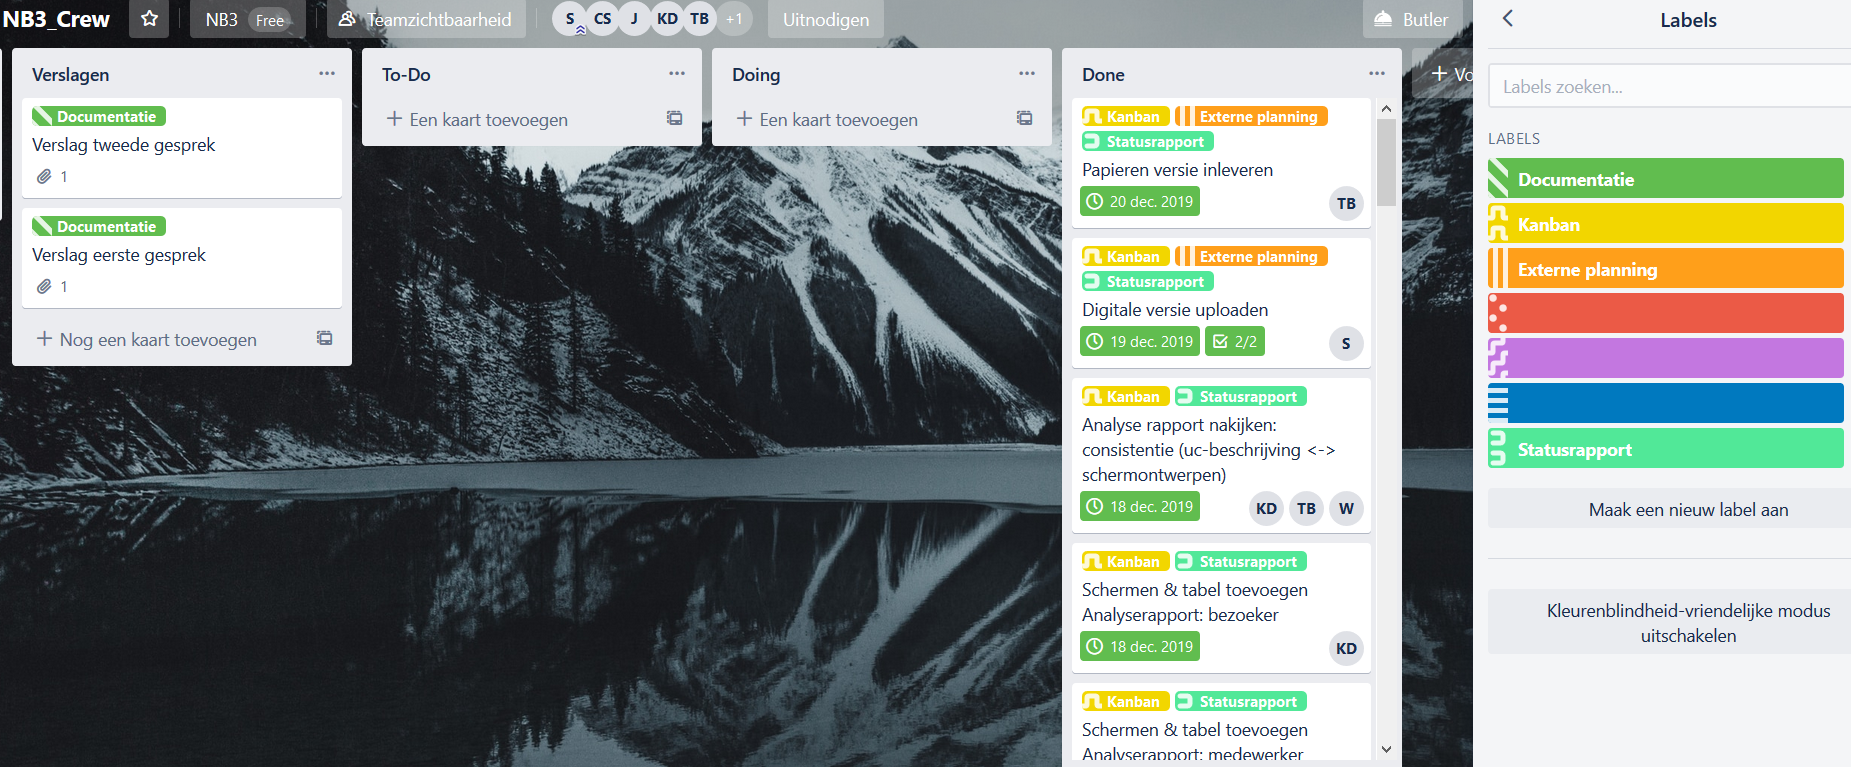 NB3_Crew
NB3 Free
Teamzichtbaarheid
S CS J KD TB +1
Uitnodigen
Butler
Verslagen
Documentatie
Verslag tweede gesprek
1
Documentatie
Verslag eerste gesprek
1
+ Nog een kaart toevoegen
To-Do
+ Een kaart toevoegen
Doing
+ Een kaart toevoegen
Done
Kanban Externe planning
Statusrapport
Papieren versie inleveren
20 dec. 2019 TB
Kanban Externe planning
Statusrapport
Digitale versie uploaden
19 dec. 2019 2/2 S
Kanban Statusrapport
Analyse rapport nakijken:
consistentie (uc-beschrijving <->
schermontwerpen)
18 dec. 2019 KD TB W
Kanban Statusrapport
Schermen & tabel toevoegen
Analyserapport: bezoeker
18 dec. 2019 KD
Kanban Statusrapport
Schermen & tabel toevoegen
Analyserapport: medewerker
+ Vo
Labels
Labels zoeken...
LABELS
Documentatie
Kanban
Externe planning
Statusrapport
Maak een nieuw label aan
Kleurenblindheid-vriendelijke modus
uitschakelen